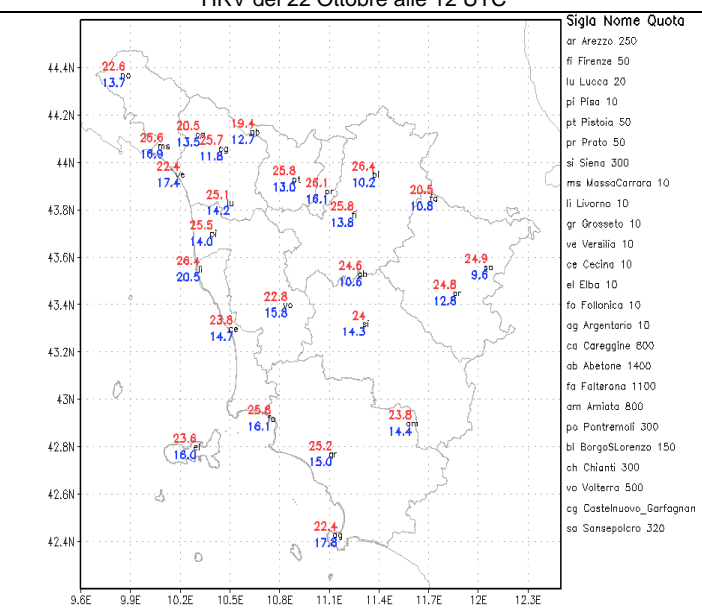 HRV del 22 Ottobre alle 12 UTC
Sigla Nome Quota
ar Arezzo 250
fi Firenze 50
lu Lucca 20
pi Pisa 10
pt Pistoia 50
pr Prato 50
si Siena 300
ms MassaCarrara 10
li Livorno 10
gr Grosseto 10
ve Versilia 10
ce Cecina 10
el Elba 10
fo Follonica 10
ag Argentario 10
ca Careggine 800
ab Abetone 1400
fa Falterona 1100
am Amiata 800
po Pontremoli 300
bl BorgoSLorenzo 150
ch Chianti 300
vo Volterra 500
cg Castelnuovo_Garfagnan
sa Sansepolcro 320
44.4N
44.2N
44N
43.8N
43.6N
43.4N
43.2N
43N
42.8N
42.6N
42.4N
9.6E 9.9E 10.2E 10.5E 10.8E 11.1E 11.4E 11.7E 12E 12.3E
22.6
po
13.7
20.5
ca
13.5
19.4
ab
12.7
25.6
ms
16.9
25.7
cg
11.8
22.4
ve
17.4
25.8
pt
13.0
26.1
pr
16.1
26.4
bl
10.2
20.5
fa
10.8
25.1
lu
14.2
25.8
fi
13.8
25.5
pi
14.0
26.4
li
20.5
24.6
ch
10.6
24.9
sa
9.6
24.8
ar
12.8
22.8
vo
15.8
23.8
ce
14.7
24
si
14.3
25.8
fo
16.1
23.8
am
14.4
23.6
el
16.0
25.2
gr
15.0
22.4
ag
17.8